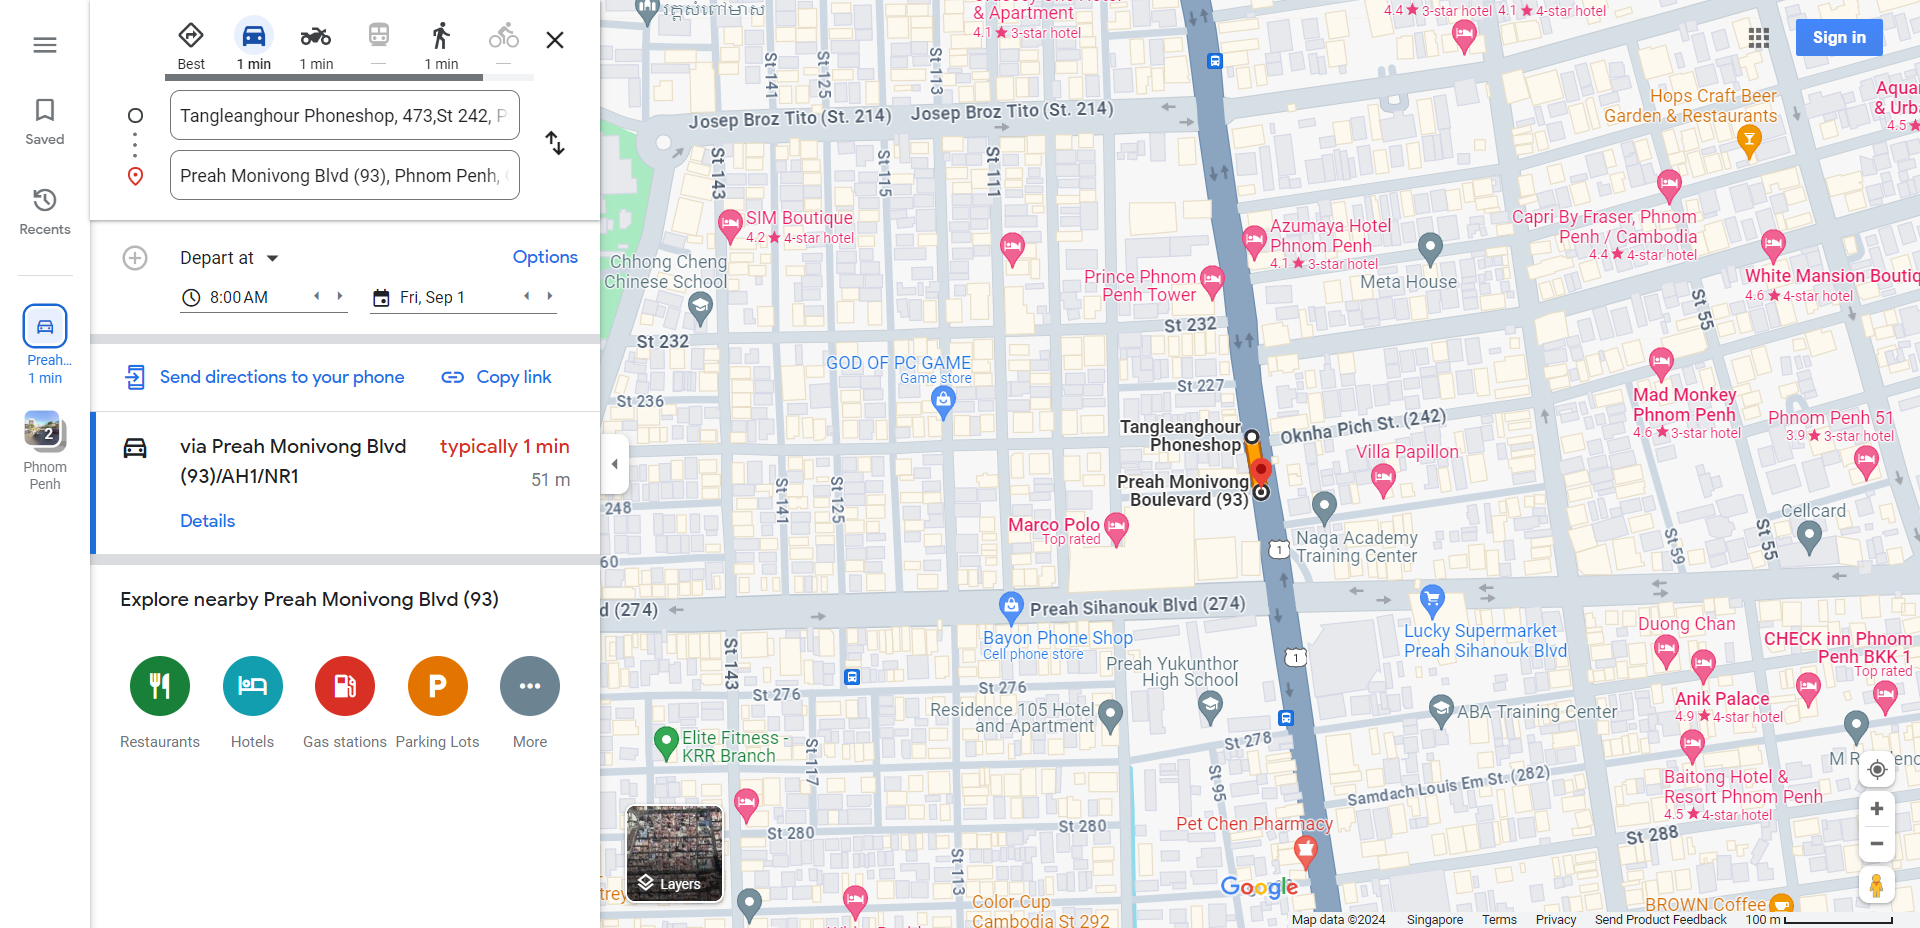 Best
1 min
1 min
—
1 min
—
Tangleanghour Phoneshop, 473,St 242, P
Preah Monivong Blvd (93), Phnom Penh,
Saved
Recents
Preah...
1 min
2
Phnom
Penh
Depart at
Options
8:00 AM
Fri, Sep 1
Send directions to your phone
Copy link
via Preah Monivong Blvd
(93)/AH1/NR1
typically 1 min
51 m
Details
Explore nearby Preah Monivong Blvd (93)
Restaurants
Hotels
Gas stations
P
Parking Lots
More
វត្តសំពៅមាស
& Apartment
4.1 ★ 3-star hotel
4.4 ★ 3-star hotel
4.1 ★ 4-star hotel
Sign in
St 141
St 125
St 113
Josep Broz Tito (St. 214)
Josep Broz Tito (St. 214)
Hops Craft Beer
Garden & Restaurants
Aqua
& Urb
4.5 ★
St 143
St 115
St 111
SIM Boutique
4.2 ★ 4-star hotel
Chhong Cheng
Chinese School
Azumaya Hotel
Phnom Penh
4.1 ★ 3-star hotel
Meta House
Capri By Fraser, Phnom
Penh / Cambodia
4.4 ★ 4-star hotel
White Mansion Boutiq
4.6 ★ 4-star hotel
Prince Phnom
Penh Tower
St 232
St 232
St 55
GOD OF PC GAME
Game store
St 236
St 227
Tangleanghour
Phoneshop
Oknha Pich St. (242)
Mad Monkey
Phnom Penh
4.6 ★ 3-star hotel
Phnom Penh 51
3.9 ★ 3-star hotel
Villa Papillon
Preah Monivong
Boulevard (93)
St 141
St 125
248
Marco Polo
Top rated
Naga Academy
Training Center
Cellcard
St 59
St 55
60
1
d (274)
Preah Sihanouk Blvd (274)
Bayon Phone Shop
Cell phone store
Lucky Supermarket
Preah Sihanouk Blvd
Duong Chan
CHECK inn Phnom
Penh BKK 1
Top rated
1
St 143
Preah Yukunthor
High School
St 276
St 276
Residence 105 Hotel
and Apartment
ABA Training Center
Anik Palace
4.9 ★ 4-star hotel
Elite Fitness -
KRR Branch
St 117
St 278
St 95
Samdach Louis Em St. (282)
Baitong Hotel &
Resort Phnom Penh
4.5 ★ 4-star hotel
St 280
St 280
Pet Chen Pharmacy
St 288
St 113
Layers
Color Cup
Cambodia St 292
Google
BROWN Coffee
Map data ©2024
Singapore
Terms
Privacy
Send Product Feedback
100 m